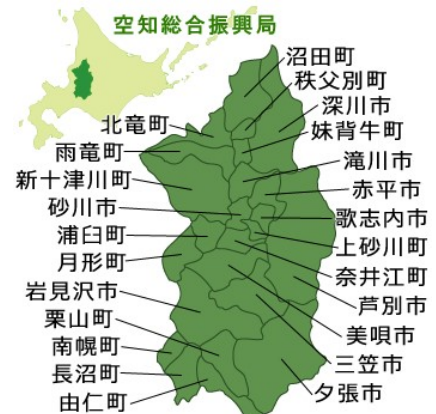 空知総合振興局
沼田町
秩父別町
深川市
北竜町
妹背牛町
雨竜町
滝川市
新十津川町
赤平市
砂川市
歌志内市
浦臼町
上砂川町
月形町
奈井江町
岩見沢市
芦別市
栗山町
美唄市
南幌町
三笠市
長沼町
夕張市
由仁町